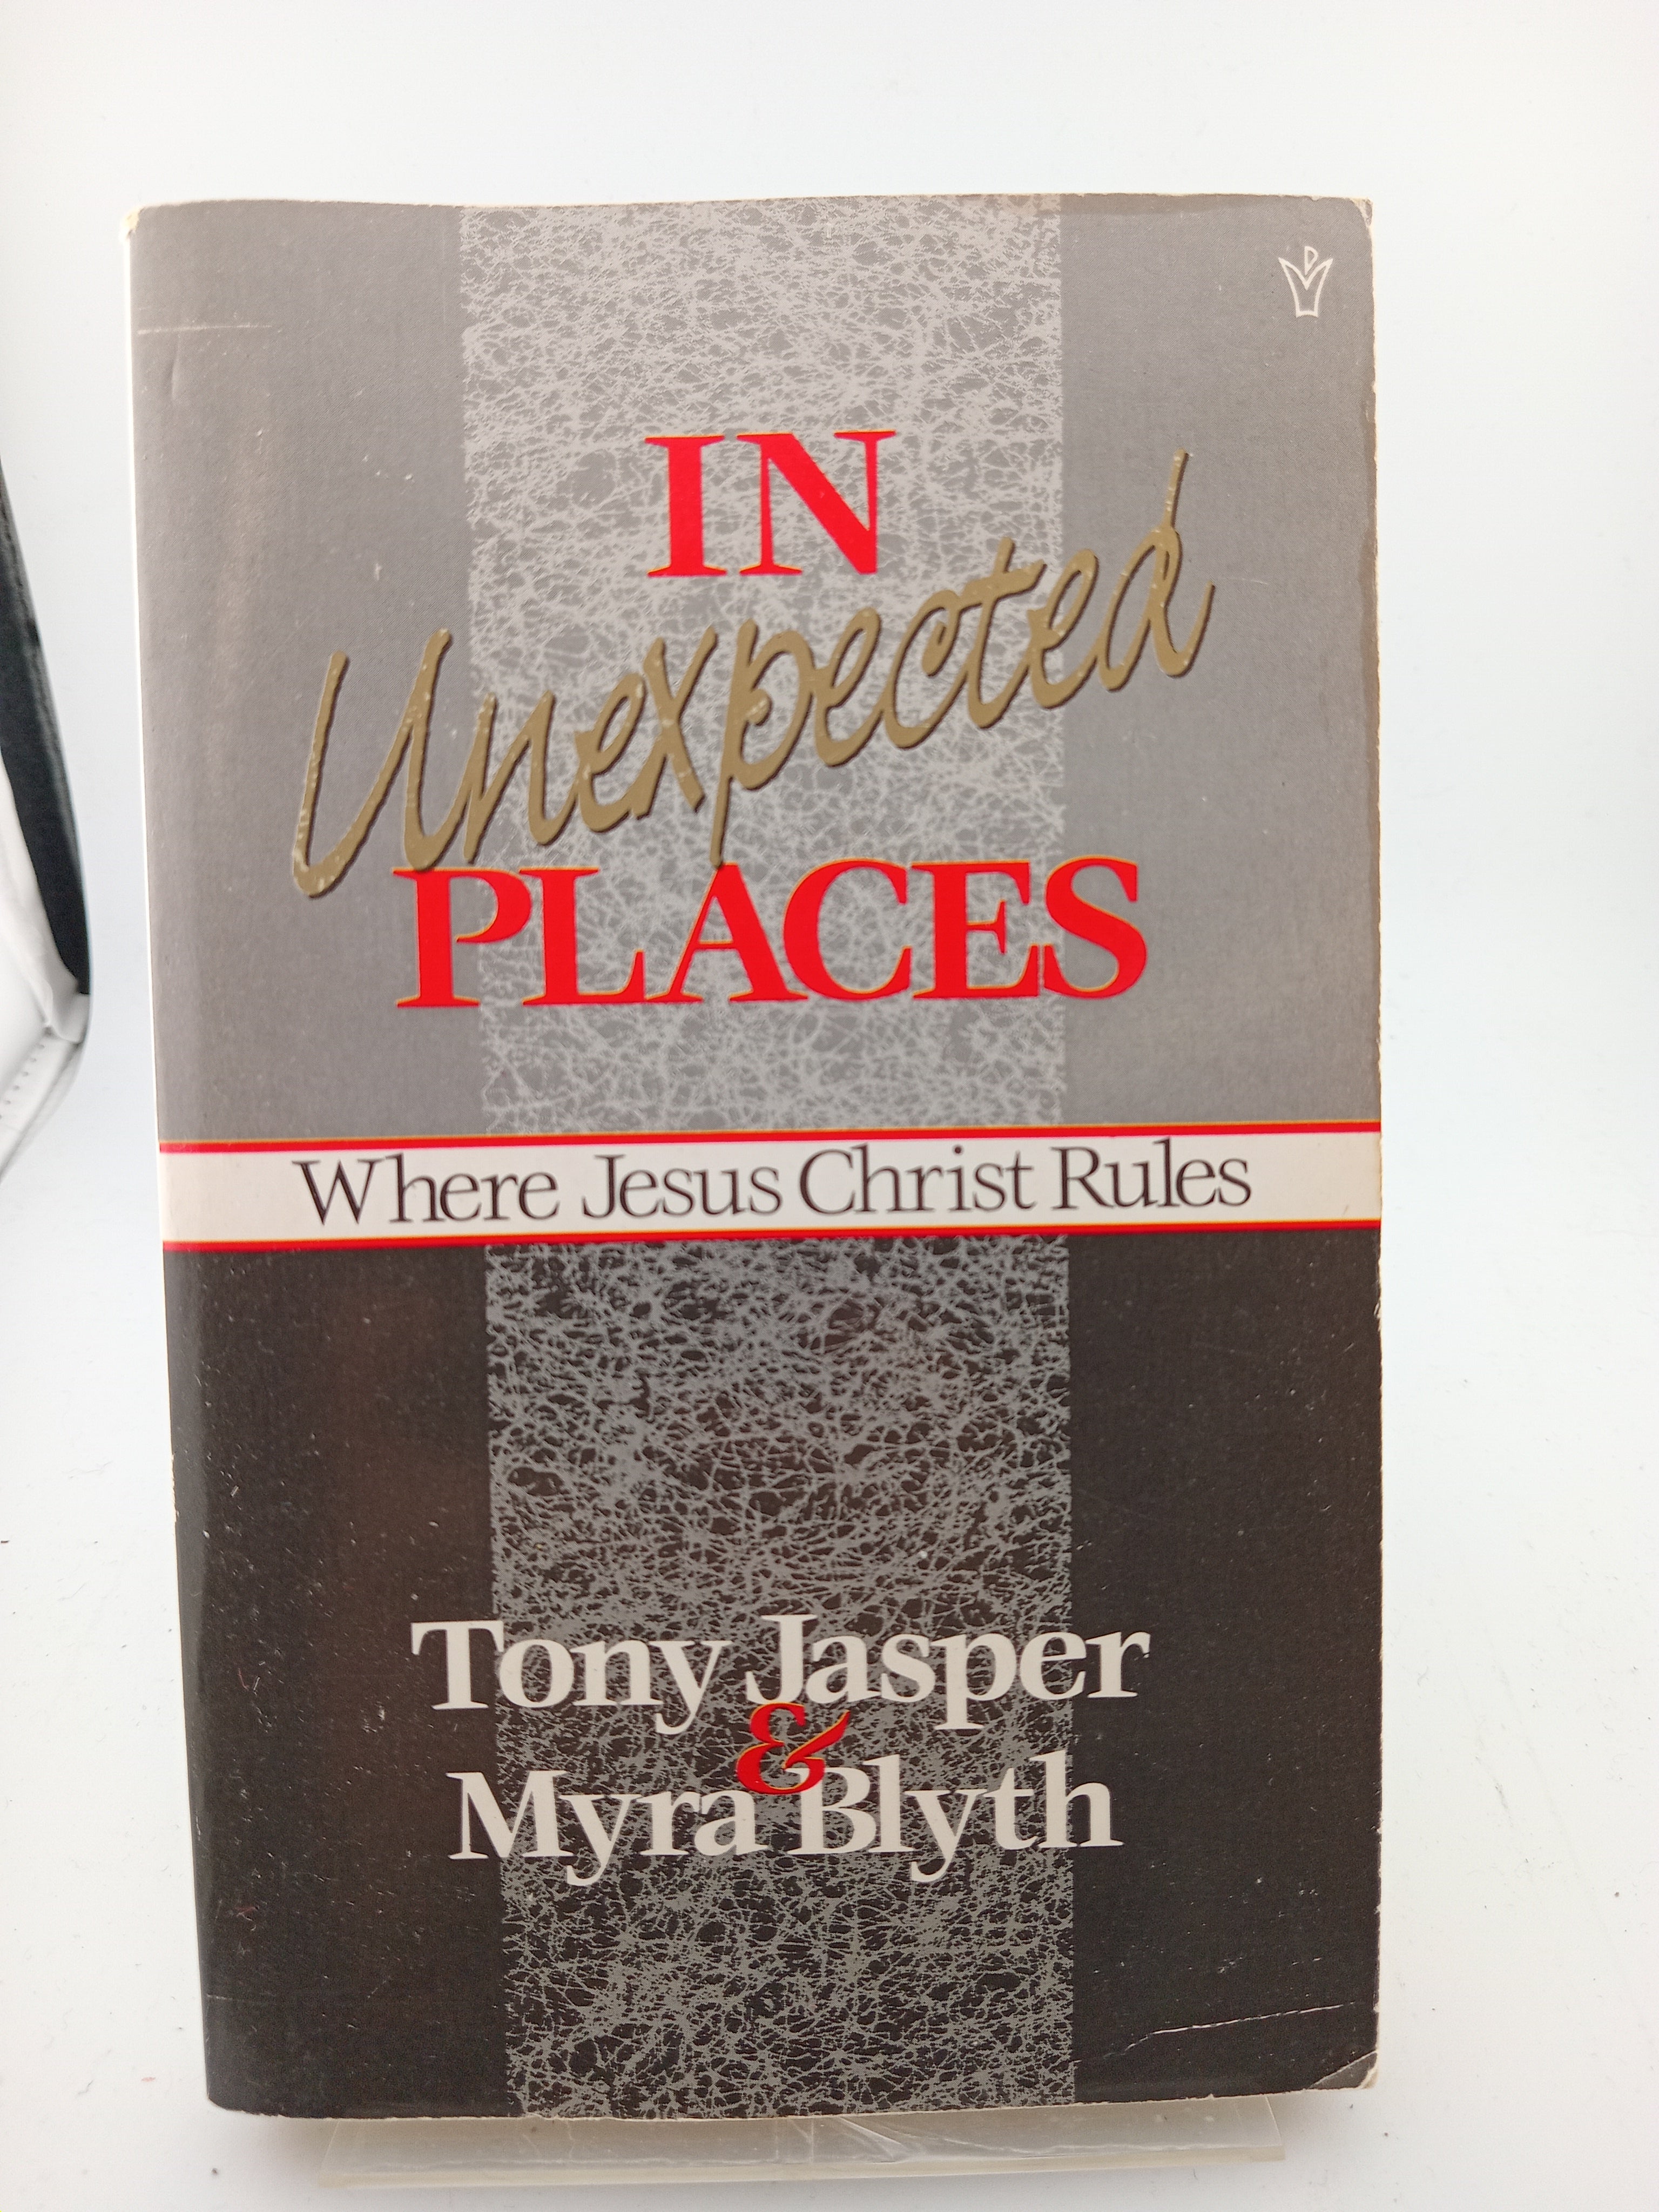 IN
Unexpected
PLACES
Where Jesus Christ Rules
Tony Jasper
&
Myra Blyth